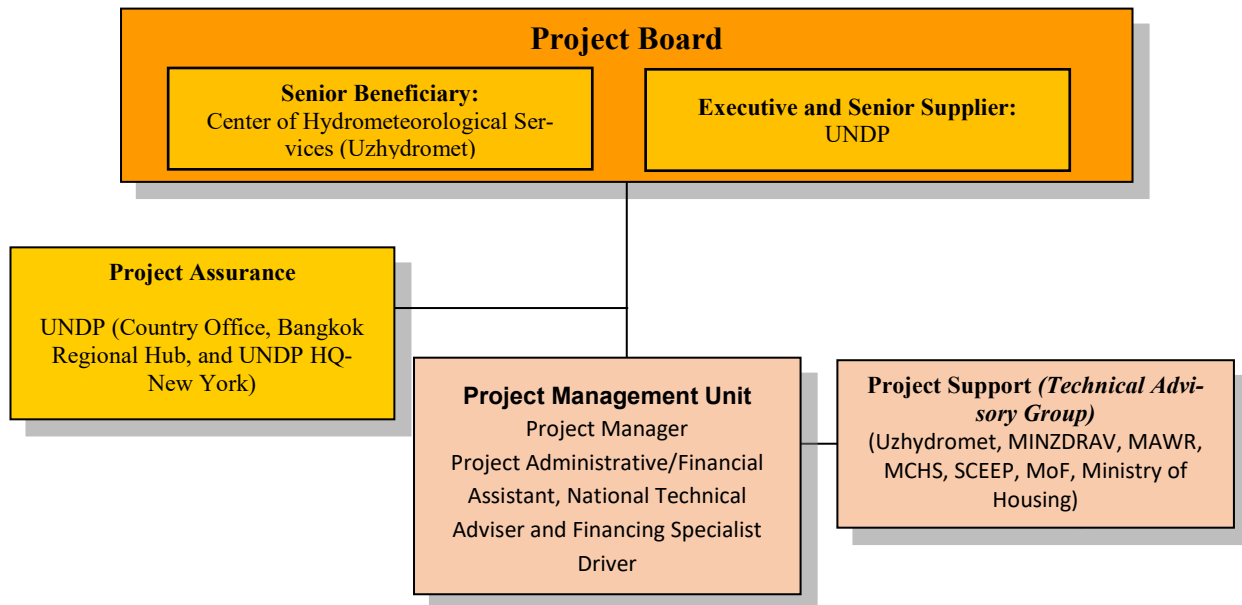 Project Board
Senior Beneficiary:
Center of Hydrometeorological Ser-
vices (Uzhydromet)
Executive and Senior Supplier:
UNDP
Project Assurance
UNDP (Country Office, Bangkok
Regional Hub, and UNDP HQ-
New York)
Project Management Unit
Project Manager
Project Administrative/Financial
Assistant, National Technical
Adviser and Financing Specialist
Driver
Project Support (Technical Advi-
sory Group)
(Uzhydromet, MINZDRAV, MAWR,
MCHS, SCEEP, MoF, Ministry of
Housing)